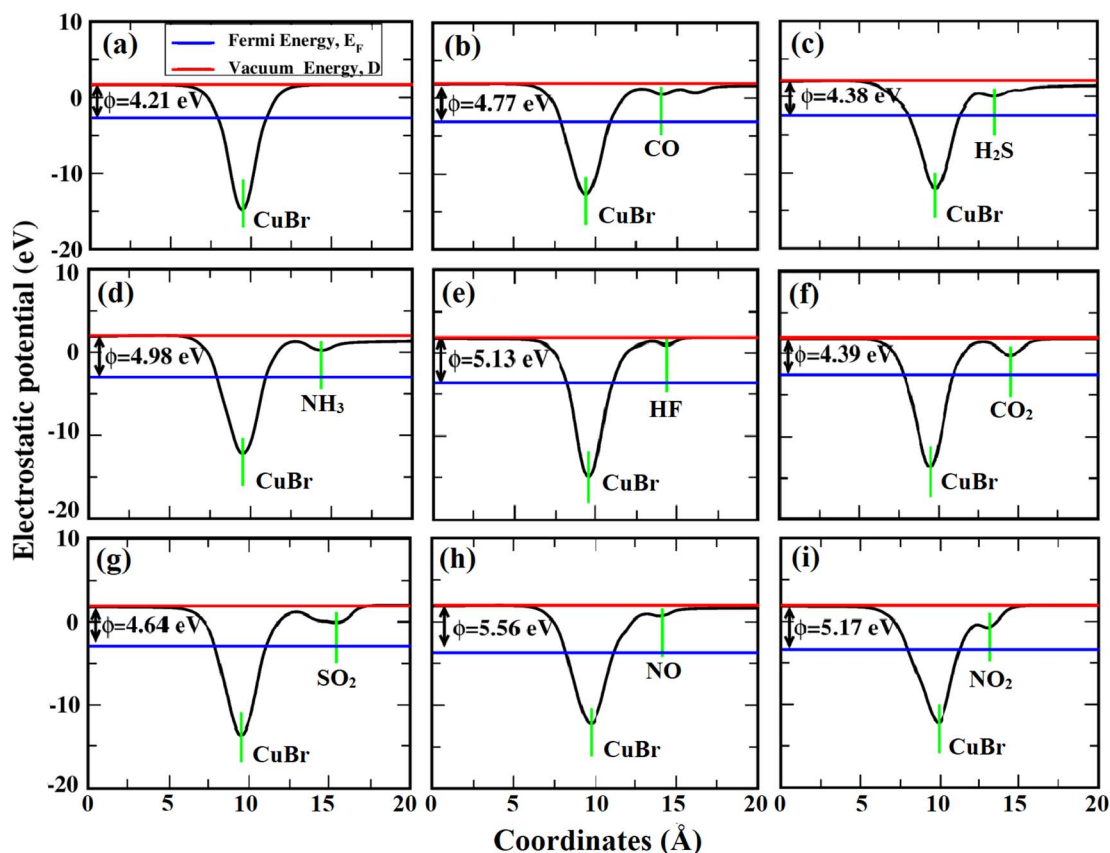 Electrostatic potential (eV)
10
0
-10
-20
(a)
Fermi Energy, E_F
Vacuum Energy, D
ϕ=4.21 eV
CuBr
(b)
ϕ=4.77 eV
CO
CuBr
(c)
ϕ=4.38 eV
H₂S
CuBr
10
0
-10
-20
(d)
ϕ=4.98 eV
NH₃
CuBr
(e)
ϕ=5.13 eV
HF
CuBr
(f)
ϕ=4.39 eV
CO₂
CuBr
10
0
-10
-20
(g)
ϕ=4.64 eV
SO₂
CuBr
(h)
ϕ=5.56 eV
NO
CuBr
(i)
ϕ=5.17 eV
NO₂
CuBr
0 5 10 15 20 0 5 10 15 20 0 5 10 15 20
Coordinates (Å)